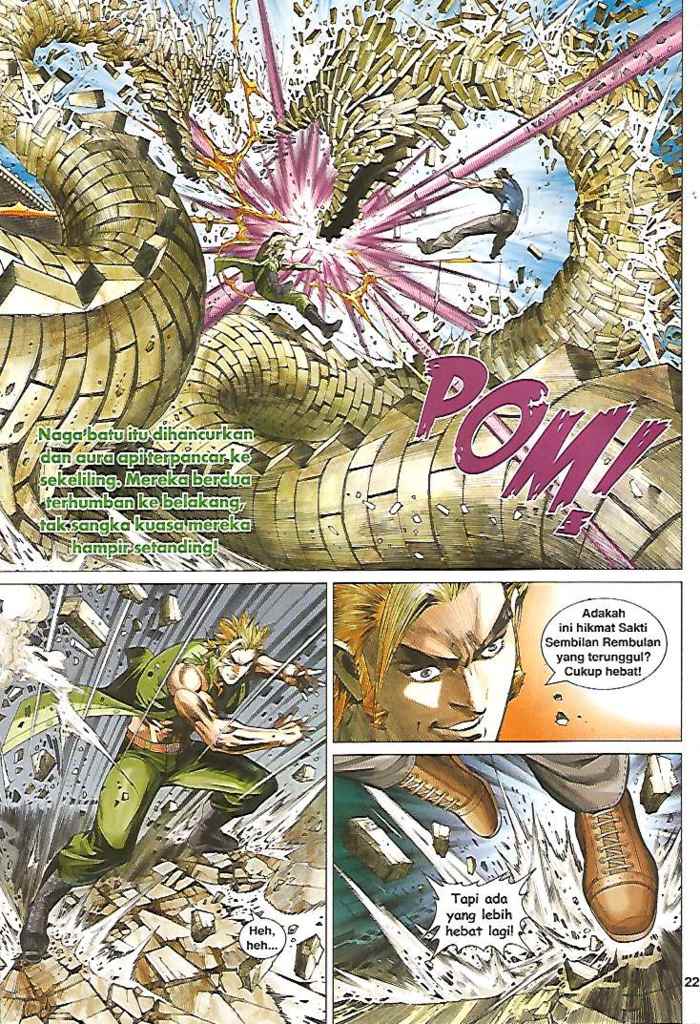 POM!
Naga batu itu dihancurkan
dan aura api terpancar ke
sekeliling. Mereka berdua
terhumban ke belakang,
tak sangka kuasa mereka
hampir setanding!
Heh,
heh...
Adakah
ini hikmat Sakti
Sembilan Rembulan
yang terunggul?
Cukup hebat!
Tapi ada
yang lebih
hebat lagi!
22